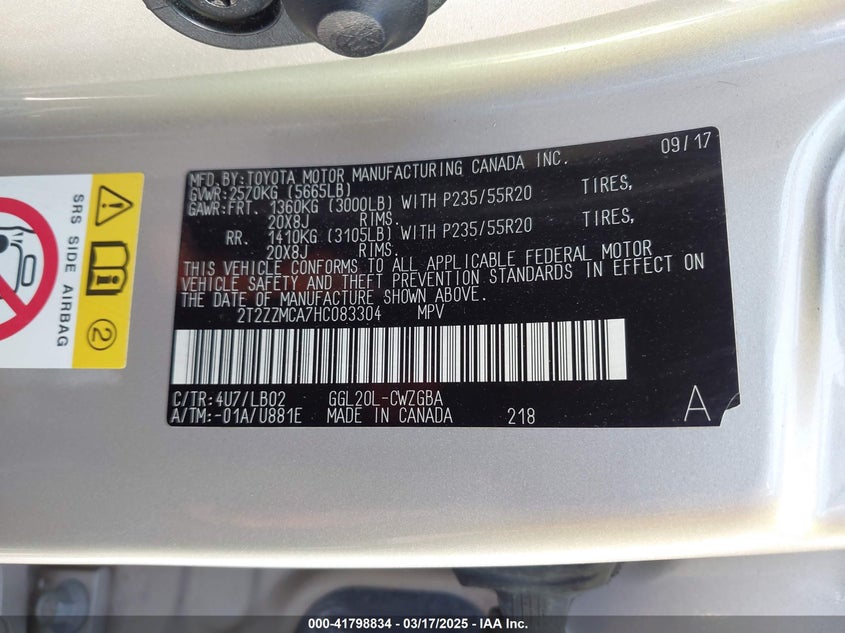 09/17
MFD.BY:TOYOTA MOTOR MANUFACTURING CANADA INC.
GVWR:2570KG (5665LB)
GAWR:FRT. 1360KG (3000LB) WITH P235/55R20 TIRES,
20X8J RIMS.
RR. 1410KG (3105LB) WITH P235/55R20 TIRES,
20X8J RIMS.
THIS VEHICLE CONFORMS TO ALL APPLICABLE FEDERAL MOTOR
VEHICLE SAFETY AND THEFT PREVENTION STANDARDS IN EFFECT ON
THE DATE OF MANUFACTURE SHOWN ABOVE.
2T2ZZMCA7HC083304 MPV
C/TR:4U7/LB02 GGL20L-CWZGBA
A/TM:-01A/U881E MADE IN CANADA 218 A
SRS SIDE AIRBAG
2
000-41798834 - 03/17/2025 - IAA Inc.